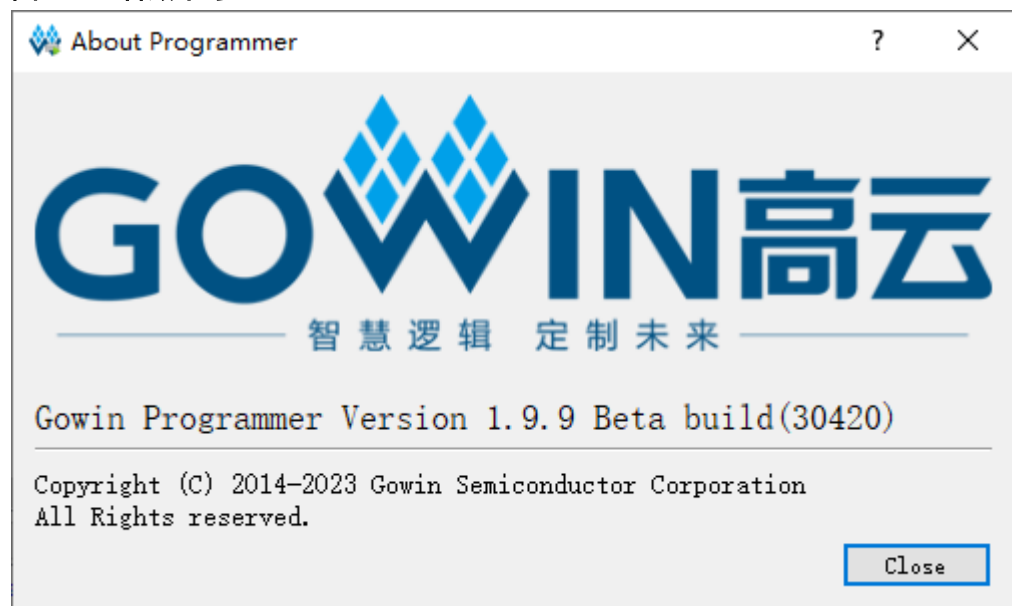 About Programmer
GOWIN高云
智慧逻辑 定制未来
Gowin Programmer Version 1.9.9 Beta build(30420)
Copyright (C) 2014-2023 Gowin Semiconductor Corporation
All Rights reserved.
Close